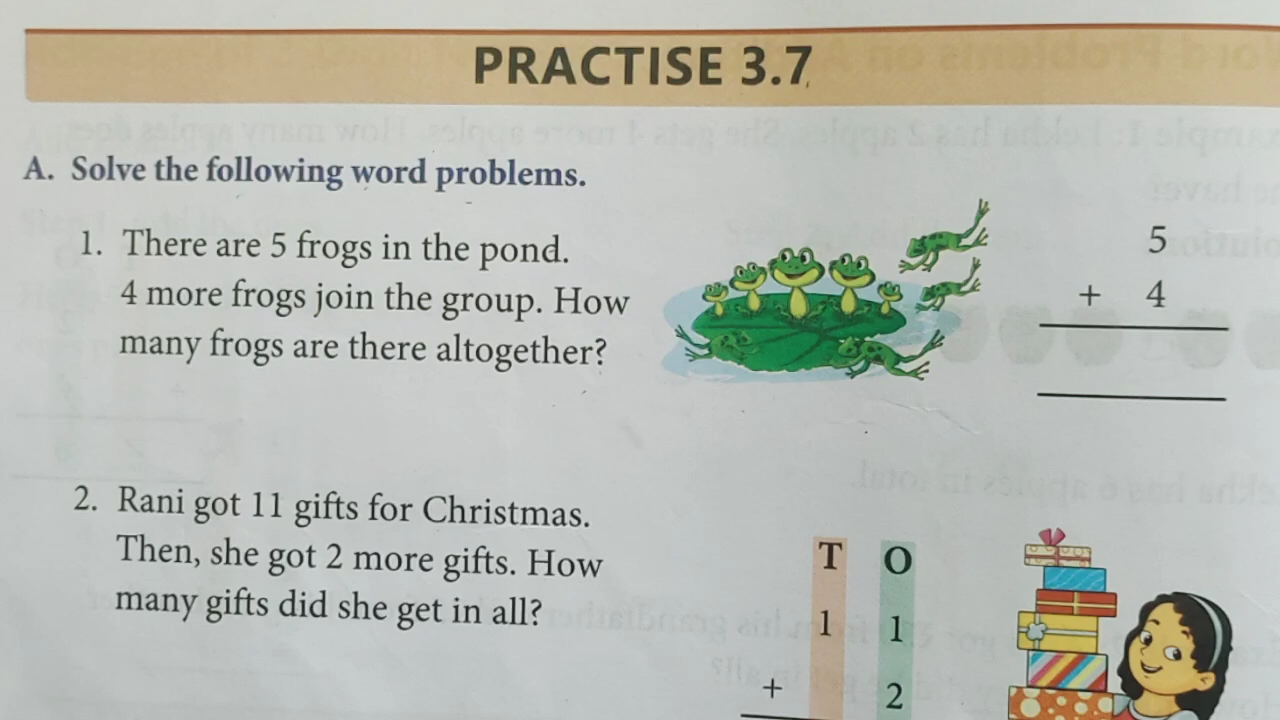 PRACTISE 3.7
A. Solve the following word problems.
1. There are 5 frogs in the pond.
4 more frogs join the group. How
many frogs are there altogether?
5
+ 4
2. Rani got 11 gifts for Christmas.
Then, she got 2 more gifts. How
many gifts did she get in all?
T O
1 1
+ 2